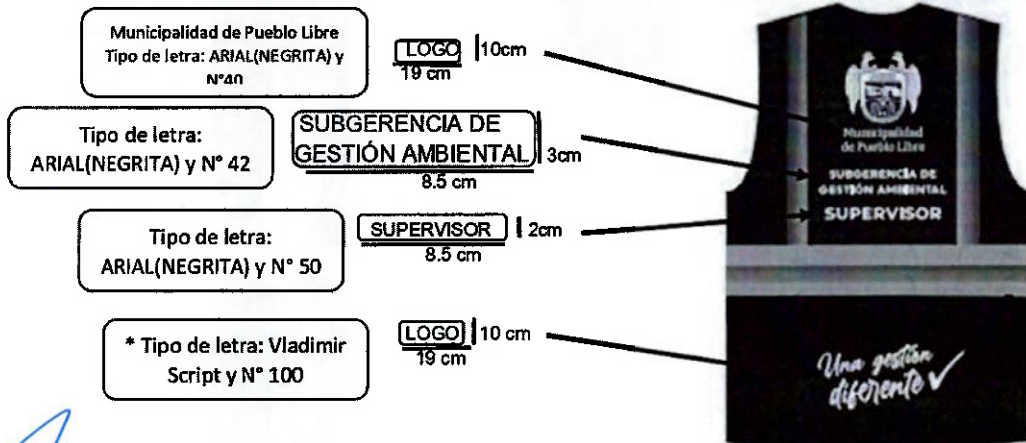 Municipalidad de Pueblo Libre
Tipo de letra: ARIAL(NEGRITA) y
N°40
LOGO
10cm
19 cm
Tipo de letra:
ARIAL(NEGRITA) y N° 42
SUBGERENCIA DE
GESTIÓN AMBIENTAL
3cm
8.5 cm
Tipo de letra:
ARIAL(NEGRITA) y N° 50
SUPERVISOR
2cm
8.5 cm
* Tipo de letra: Vladimir
Script y N° 100
LOGO
10 cm
19 cm
Municipalidad
de Pueblo Libre
SUBGERENCIA DE
GESTIÓN AMBIENTAL
SUPERVISOR
Una gestión
diferente